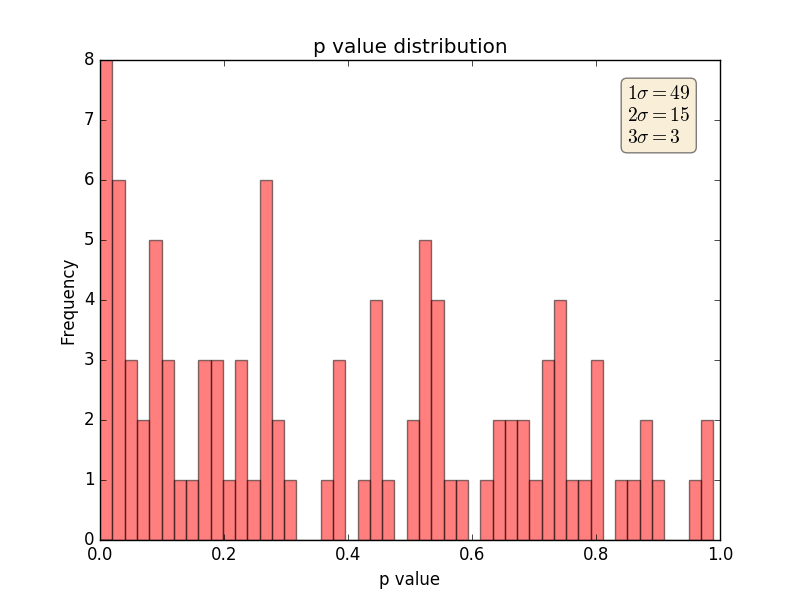 p value distribution
8
7
6
5
4
3
2
1
0
Frequency
1σ = 49
2σ = 15
3σ = 3
0.0 0.2 0.4 0.6 0.8 1.0
p value